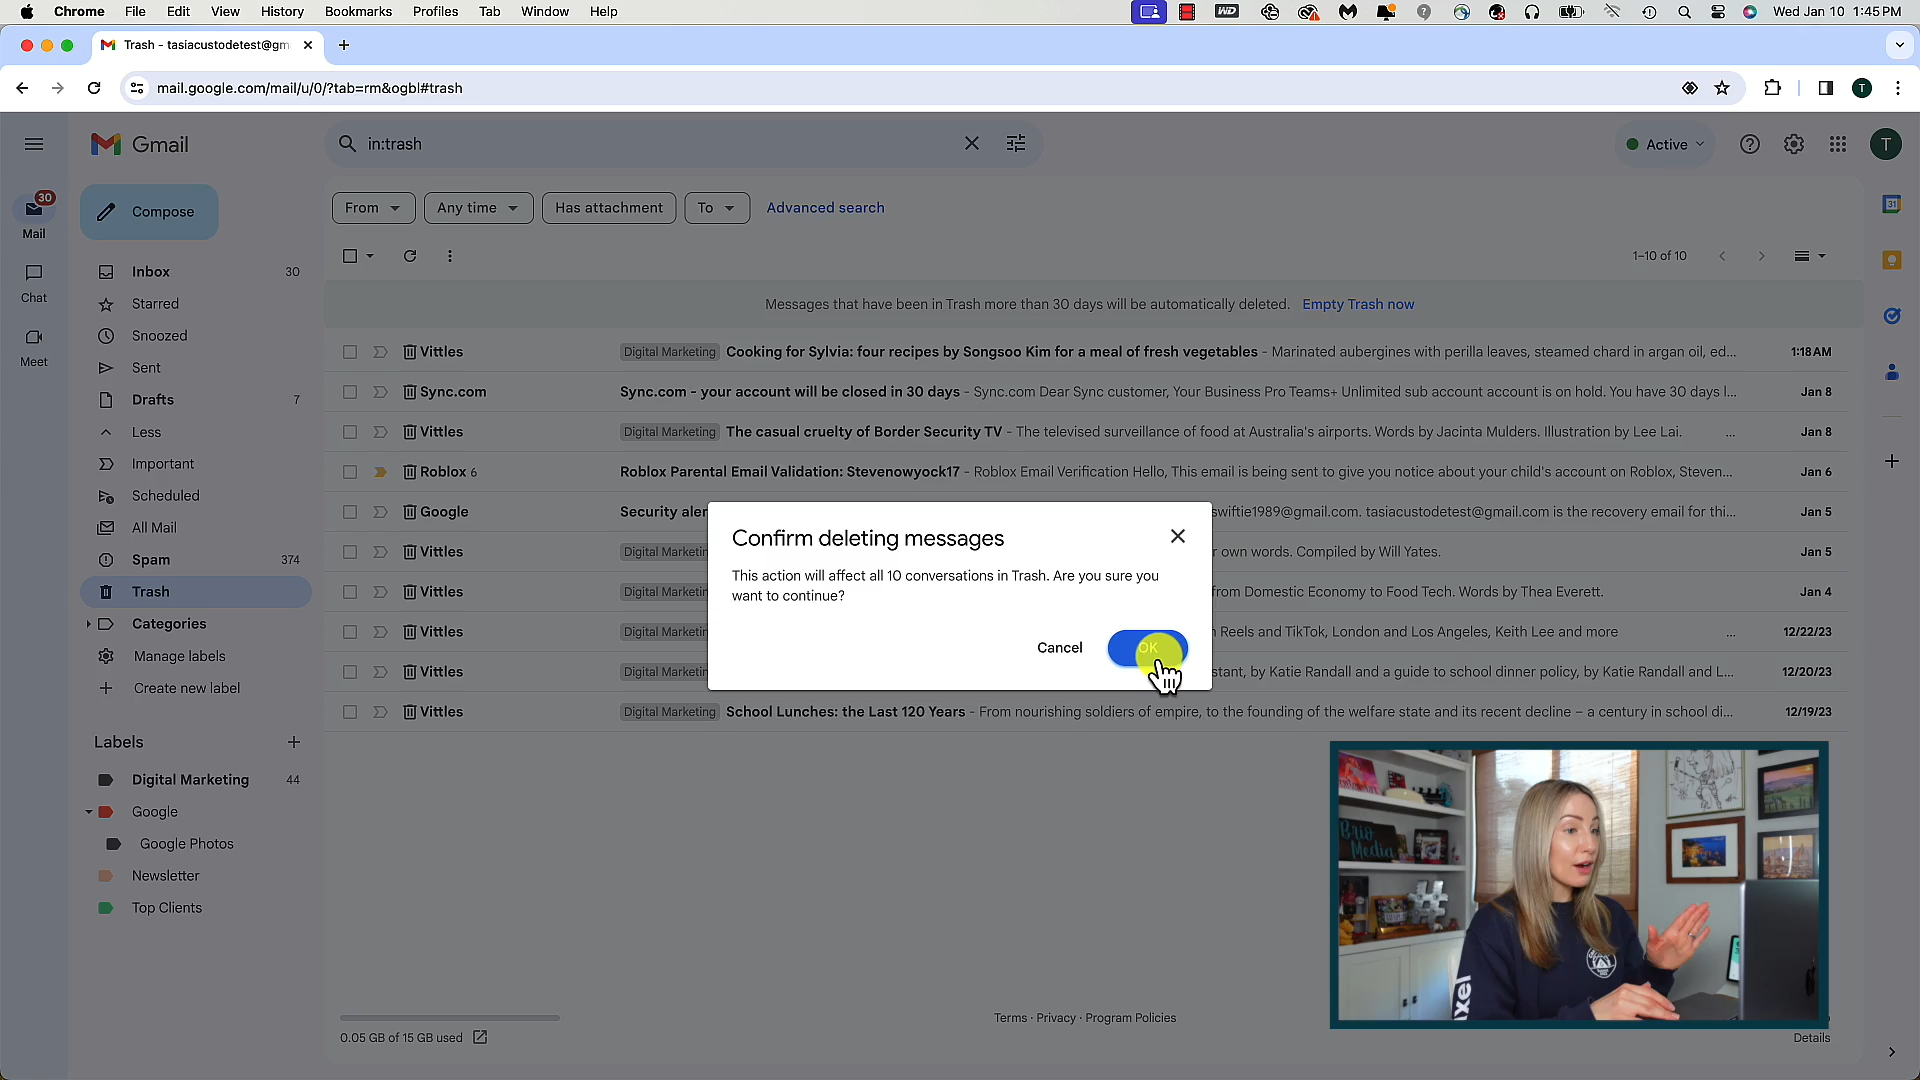 Chrome File Edit View History Bookmarks Profiles Tab Window Help WD Wed Jan 10 1:45 PM
Trash - tasiacustodetest@gm
mail.google.com/mail/u/0/?tab=rm&ogbl#trash T
Gmail in:trash Active T
30
Mail
Chat
Meet
Compose
Inbox 30
Starred
Snoozed
Sent
Drafts 7
Less
Important
Scheduled
All Mail
Spam 374
Trash
Categories
Manage labels
Create new label
Labels
Digital Marketing 44
Google
Google Photos
Newsletter
Top Clients
From Any time Has attachment To Advanced search
1–10 of 10
Messages that have been in Trash more than 30 days will be automatically deleted. Empty Trash now
Vittles Digital Marketing Cooking for Sylvia: four recipes by Songsoo Kim for a meal of fresh vegetables - Marinated aubergines with perilla leaves, steamed chard in argan oil, ed... 1:18 AM
Sync.com Sync.com - your account will be closed in 30 days - Sync.com Dear Sync customer, Your Business Pro Teams+ Unlimited sub account account is on hold. You have 30 days l... Jan 8
Vittles Digital Marketing The casual cruelty of Border Security TV - The televised surveillance of food at Australia's airports. Words by Jacinta Mulders. Illustration by Lee Lai. ... Jan 8
Roblox 6 Roblox Parental Email Validation: Stevenowyock17 - Roblox Email Verification Hello, This email is being sent to give you notice about your child's account on Roblox, Steven... Jan 6
Google Security aler swiftie1989@gmail.com. tasiacustodetest@gmail.com is the recovery email for thi... Jan 5
Vittles Digital Marketin r own words. Compiled by Will Yates. Jan 5
Vittles Digital Marketin from Domestic Economy to Food Tech. Words by Thea Everett. Jan 4
Vittles Digital Marketin n Reels and TikTok, London and Los Angeles, Keith Lee and more ... 12/22/23
Vittles Digital Marketin stant, by Katie Randall and a guide to school dinner policy, by Katie Randall and L... 12/20/23
Vittles Digital Marketing School Lunches: the Last 120 Years - From nourishing soldiers of empire, to the founding of the welfare state and its recent decline – a century in school di... 12/19/23
Confirm deleting messages
This action will affect all 10 conversations in Trash. Are you sure you
want to continue?
Cancel OK
Brio
Media
0.05 GB of 15 GB used
Terms · Privacy · Program Policies
Details
31